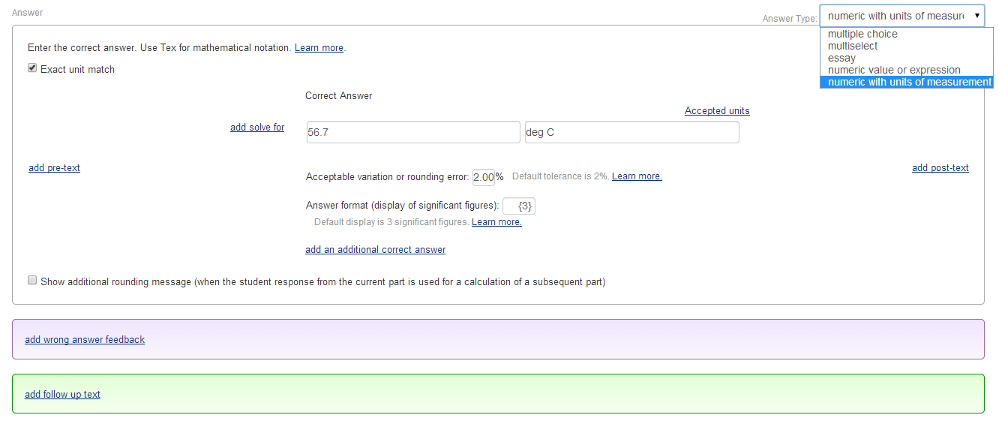 Answer
Answer Type: numeric with units of measure
multiple choice
multiselect
essay
numeric value or expression
numeric with units of measurement
Enter the correct answer. Use Tex for mathematical notation. Learn more.
Exact unit match
Correct Answer
Accepted units
add solve for 56.7 deg C
add pre-text
add post-text
Acceptable variation or rounding error: 2.00% Default tolerance is 2%. Learn more.
Answer format (display of significant figures): {3}
Default display is 3 significant figures. Learn more.
add an additional correct answer
Show additional rounding message (when the student response from the current part is used for a calculation of a subsequent part)
add wrong answer feedback
add follow up text